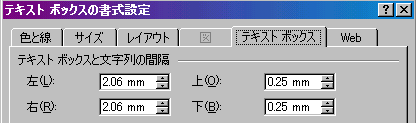 テキスト ボックスの書式設定
色と線 サイズ レイアウト 図 テキスト ボックス Web
テキスト ボックスと文字列の間隔
左(L): 2.06 mm 上(O): 0.25 mm
右(R): 2.06 mm 下(B): 0.25 mm